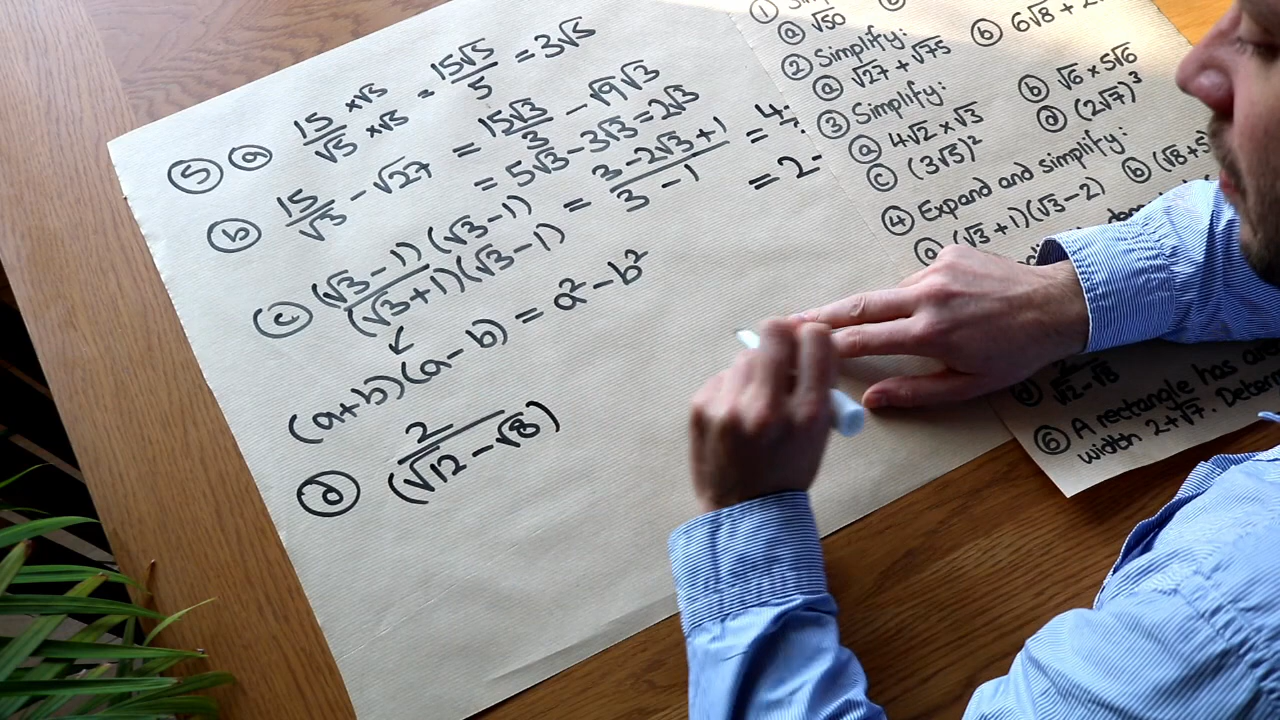 ⑤ ⓐ 15/√5 ×√5/×√5 = 15√5/5 = 3√5
ⓑ 15/√3 - √27 = 15√3/3 - √9√3
= 5√3 - 3√3 = 2√3
ⓒ (√3-1)(√3-1)/(√3+1)(√3-1) = 3-2√3+1/3-1 = 4-
= 2-
(a+b)(a-b) = a²-b²
ⓓ 2/(√12-√8)
①
ⓐ √50
ⓑ 6√8 + 2
② Simplify:
ⓐ √27 + √75
ⓑ √6 × 5√6
③ Simplify:
ⓐ 4√2 × √3
ⓒ (3√5)²
ⓓ (2√7)³
④ Expand and simplify:
ⓐ (√3+1)(√3-2) ⓑ (√8+5
ⓓ 2/√12-√8
⑥ A rectangle has are
width 2+√7. Determ